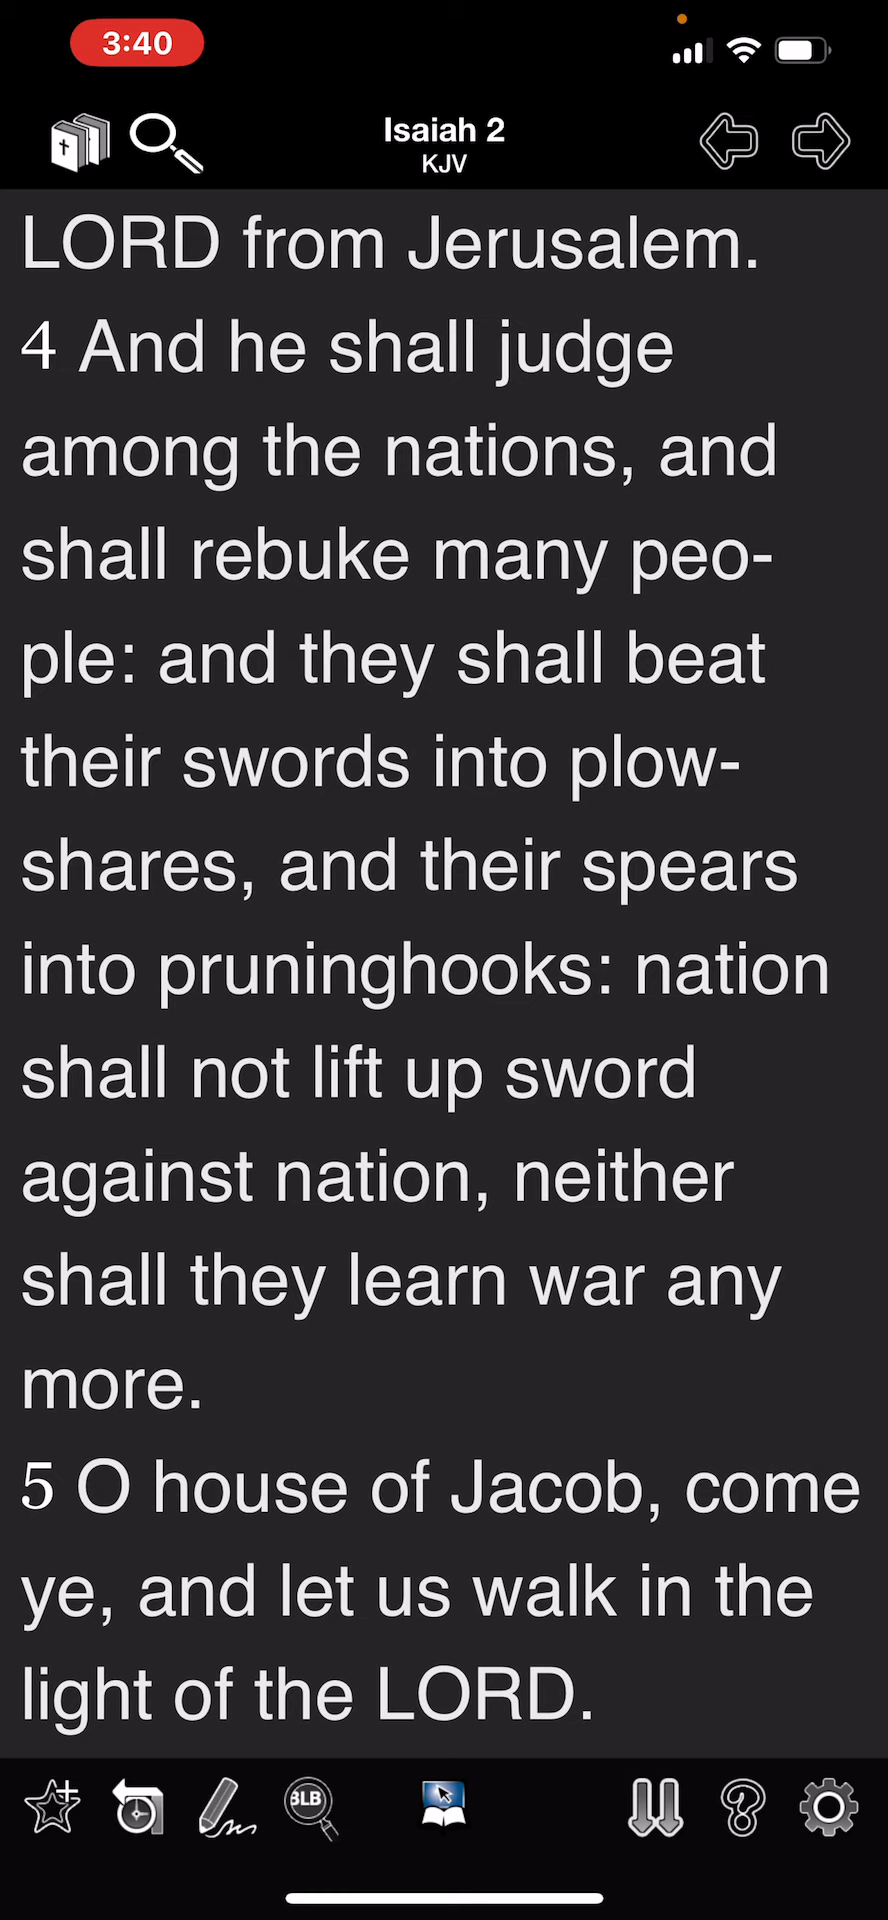 3:40
Isaiah 2
KJV
LORD from Jerusalem.
4 And he shall judge
among the nations, and
shall rebuke many peo-
ple: and they shall beat
their swords into plow-
shares, and their spears
into pruninghooks: nation
shall not lift up sword
against nation, neither
shall they learn war any
more.
5 O house of Jacob, come
ye, and let us walk in the
light of the LORD.
BLB